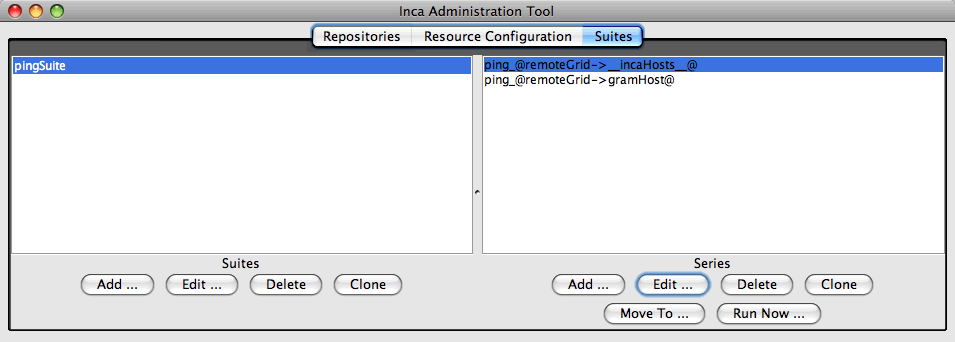 Inca Administration Tool
Repositories Resource Configuration Suites
pingSuite
ping_@remoteGrid->__incaHosts__@
ping_@remoteGrid->gramHost@
Suites
Series
Add ... Edit ... Delete Clone
Add ... Edit ... Delete Clone
Move To ... Run Now ...